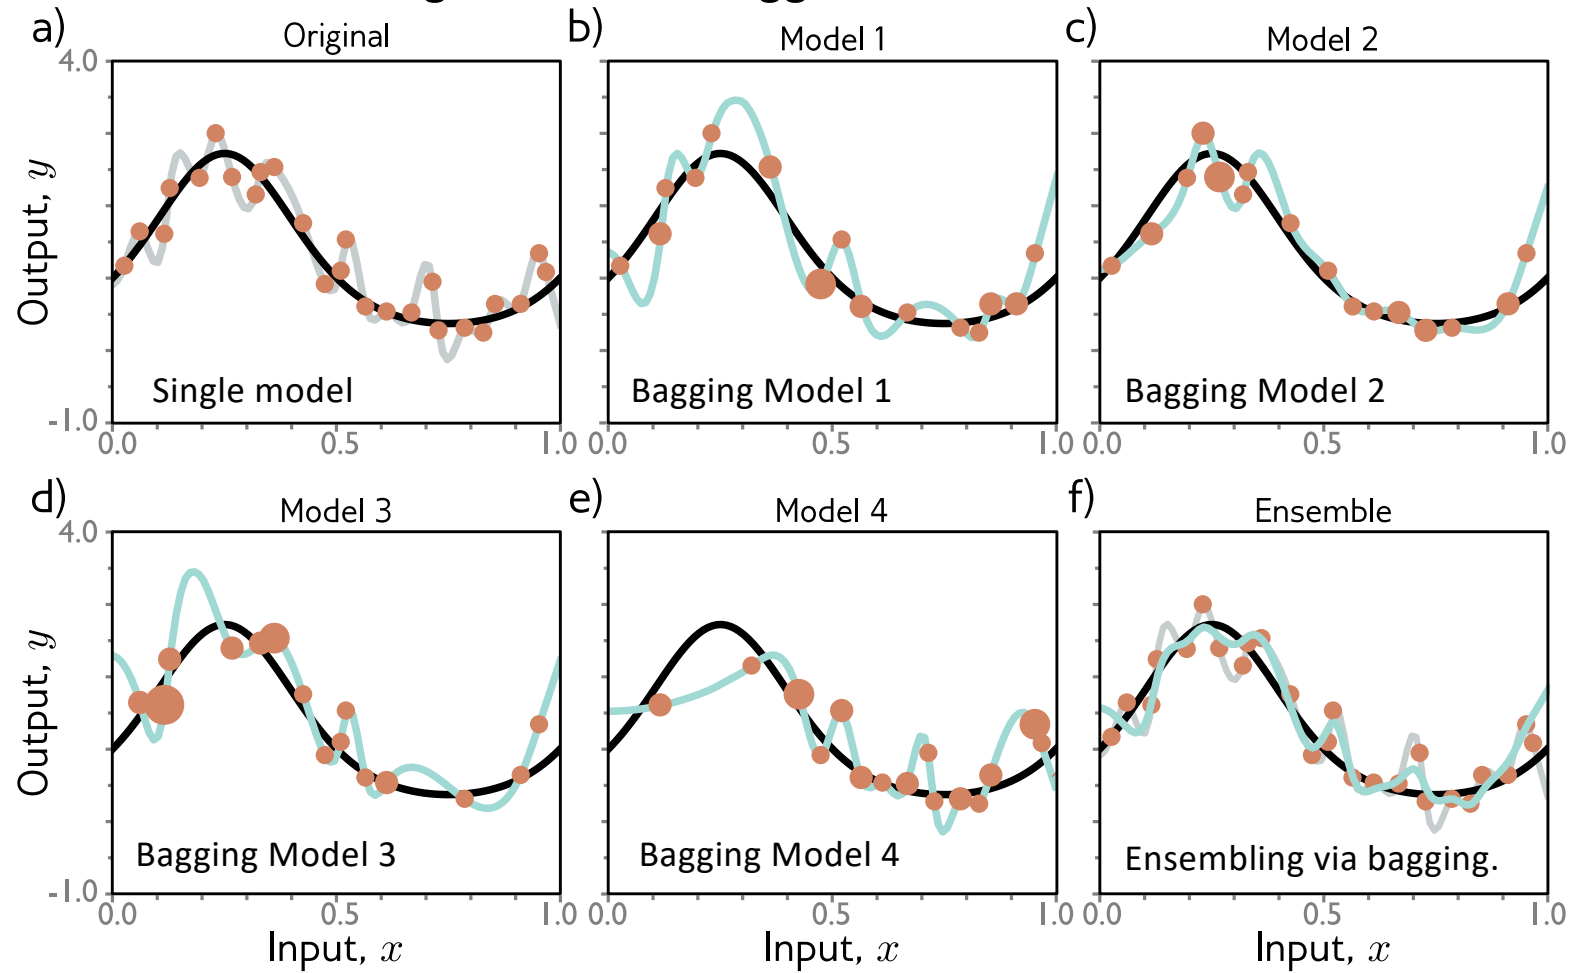 a) Original
b) Model 1
c) Model 2
4.0
Output, y
Single model
Bagging Model 1
Bagging Model 2
-1.0
0.0 0.5 1.0
0.0 0.5 1.0
0.0 0.5 1.0
d) Model 3
e) Model 4
f) Ensemble
4.0
Output, y
Bagging Model 3
Bagging Model 4
Ensembling via bagging.
-1.0
0.0 0.5 1.0
0.0 0.5 1.0
0.0 0.5 1.0
Input, x
Input, x
Input, x